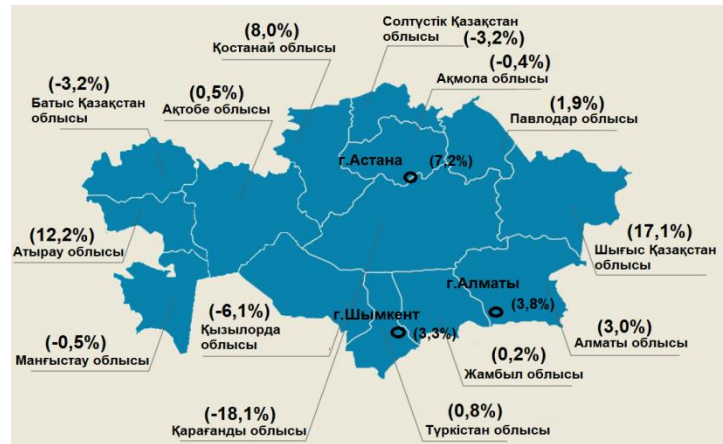 (8,0%)
Қостанай облысы
Солтүстік Қазақстан
облысы (-3,2%)
(-0,4%)
Ақмола облысы
(-3,2%)
Батыс Қазақстан
облысы
(0,5%)
Ақтөбе облысы
(1,9%)
Павлодар облысы
г.Астана
(7,2%)
(12,2%)
Атырау облысы
(17,1%)
Шығыс Қазақстан
облысы
(-6,1%)
Қызылорда
облысы
г.Шымкент
(3,3%)
г.Алматы
(3,8%)
(-0,5%)
Манғыстау облысы
(3,0%)
Алматы облысы
(0,2%)
Жамбыл облысы
(-18,1%)
Қарағанды облысы
(0,8%)
Түркістан облысы